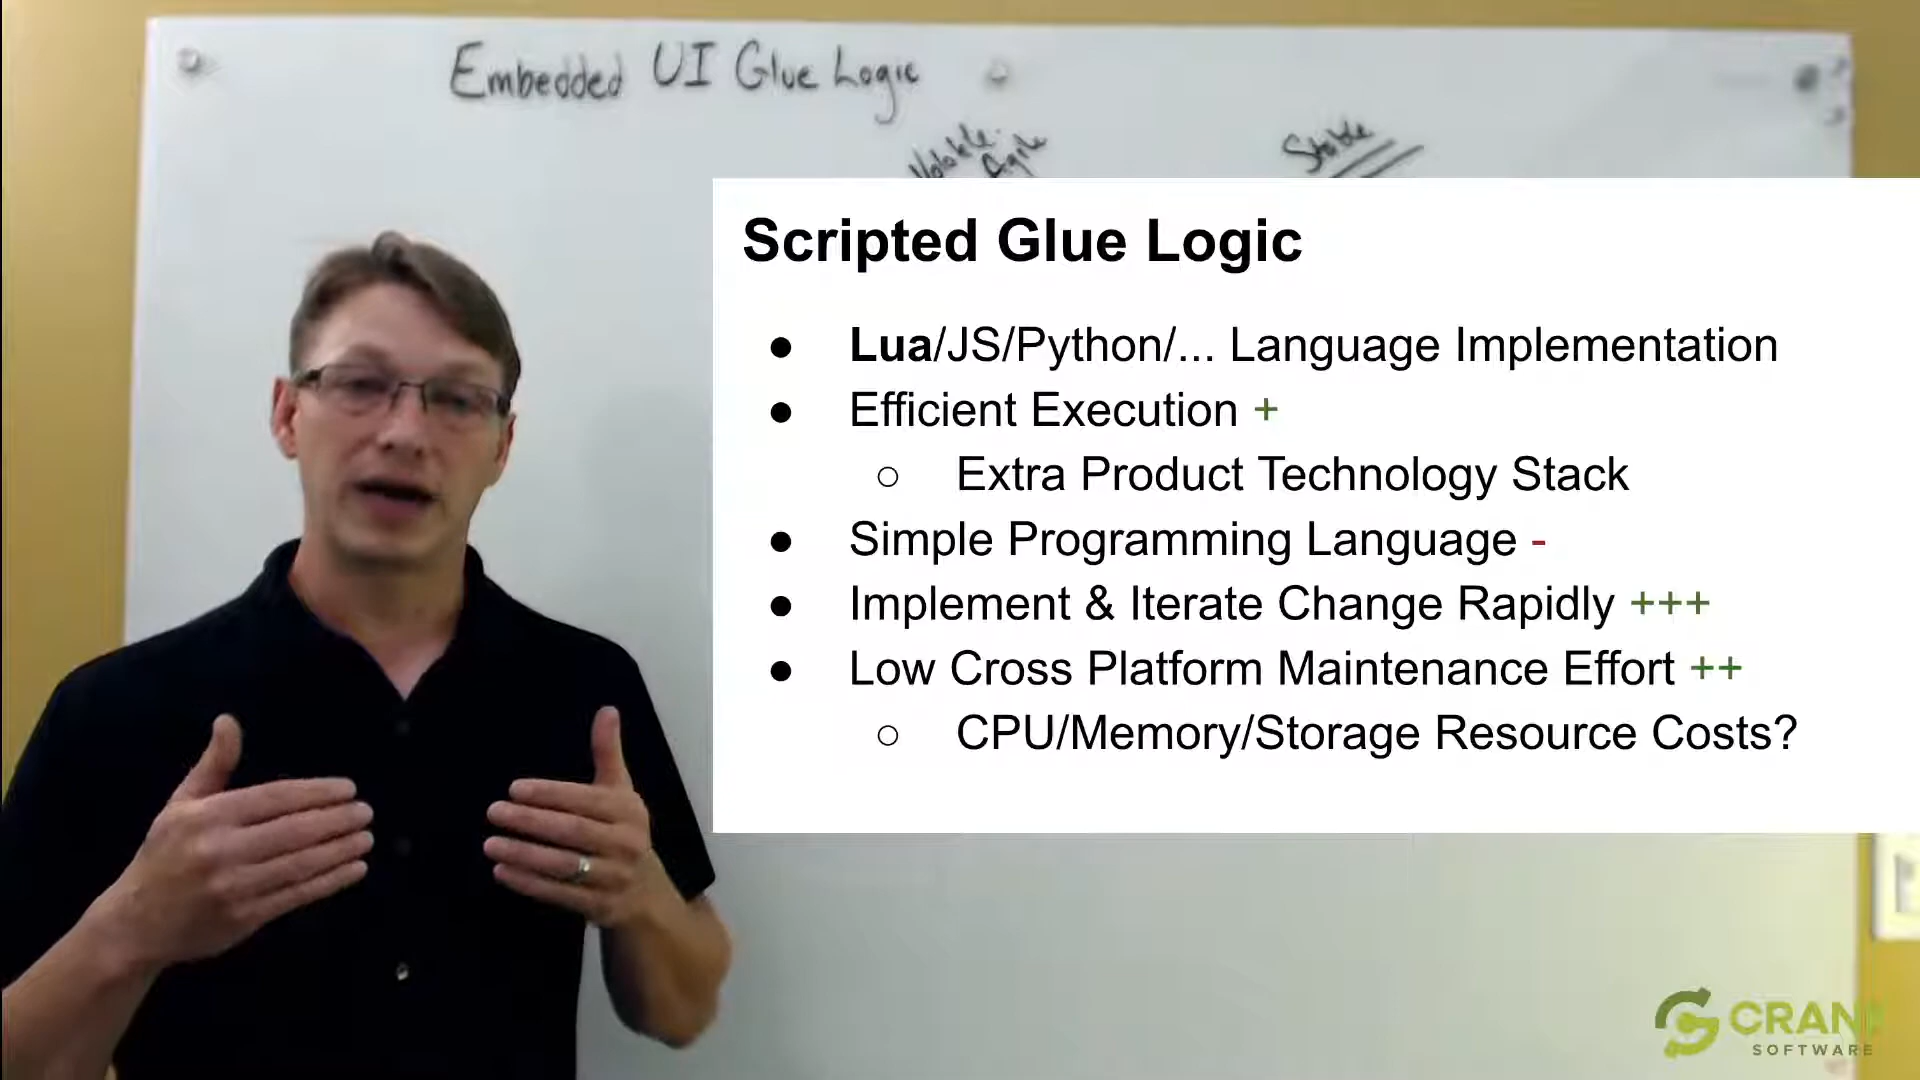 Embedded UI Glue Logic
Volatile
Agile
Stable
Scripted Glue Logic
● Lua/JS/Python/... Language Implementation
● Efficient Execution +
○ Extra Product Technology Stack
● Simple Programming Language -
● Implement & Iterate Change Rapidly +++
● Low Cross Platform Maintenance Effort ++
○ CPU/Memory/Storage Resource Costs?
CRANK
SOFTWARE